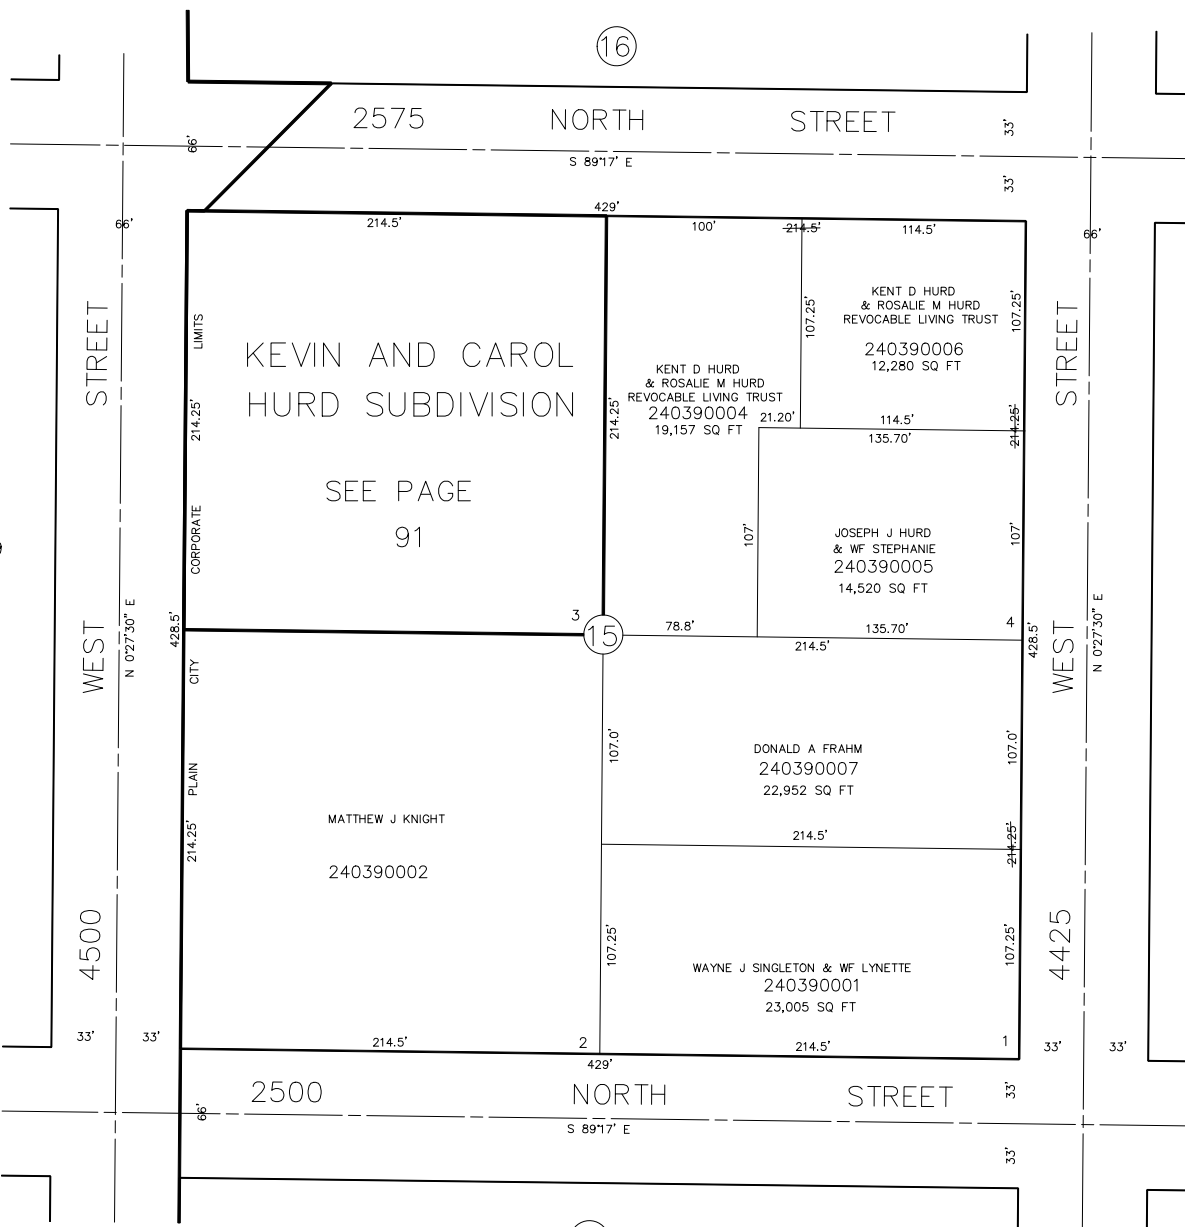 16
2575 NORTH STREET
33'
66'
S 89°17' E
33'
66'
429'
66'
214.5'
100'
214.5'
114.5'
STREET
LIMITS
KEVIN AND CAROL
HURD SUBDIVISION
SEE PAGE
91
214.25'
CORPORATE
214.25'
KENT D HURD
& ROSALIE M HURD
REVOCABLE LIVING TRUST
240390004
19,157 SQ FT
107.25'
KENT D HURD
& ROSALIE M HURD
REVOCABLE LIVING TRUST
240390006
12,280 SQ FT
107.25'
STREET
21.20'
114.5'
135.70'
214.25'
107'
JOSEPH J HURD
& WF STEPHANIE
240390005
14,520 SQ FT
107'
3
15
78.8'
135.70'
4
214.5'
WEST
N 0°27'30" E
428.5'
428.5'
WEST
N 0°27'30" E
CITY
PLAIN
214.25'
MATTHEW J KNIGHT
240390002
107.0'
DONALD A FRAHM
240390007
22,952 SQ FT
107.0'
214.5'
214.25'
4500
107.25'
WAYNE J SINGLETON & WF LYNETTE
240390001
23,005 SQ FT
107.25'
4425
33'
33'
214.5'
2
214.5'
1
33'
33'
429'
2500 NORTH STREET
33'
66'
S 89°17' E
33'